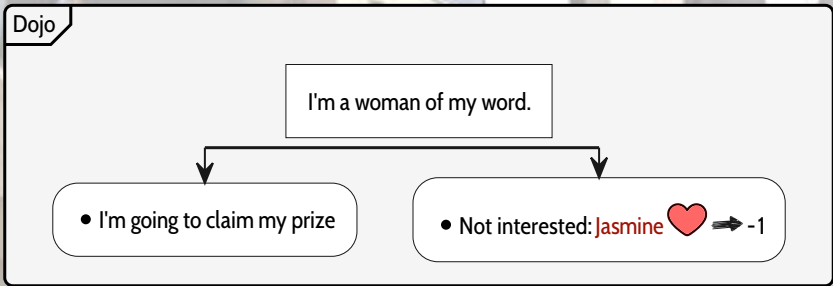 Dojo
I'm a woman of my word.
• I'm going to claim my prize
• Not interested: Jasmine -1